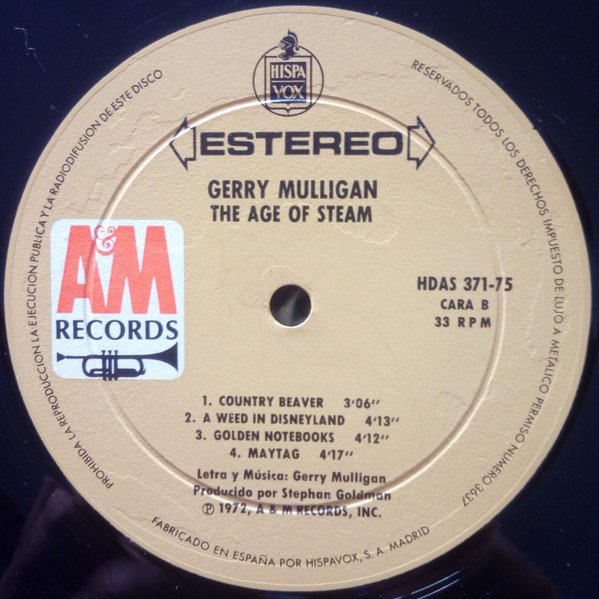 HISPA
VOX
ESTEREO
GERRY MULLIGAN
THE AGE OF STEAM
A&M
RECORDS
HDAS 371-75
CARA B
33 RPM
1. COUNTRY BEAVER 3'06"
2. A WEED IN DISNEYLAND 4'13"
3. GOLDEN NOTEBOOKS 4'12"
4. MAYTAG 4'17"
Letra y Música: Gerry Mulligan
Producido por Stephan Goldman
Ⓟ 1972, A & M RECORDS, INC.
PROHIBIDA LA REPRODUCCION LA EJECUCION PUBLICA Y LA RADIODIFUSION DE ESTE DISCO
RESERVADOS TODOS LOS DERECHOS IMPUESTO DE LUJO A METALICO PERMISO NUMERO 3637
FABRICADO EN ESPAÑA POR HISPAVOX, S. A. MADRID